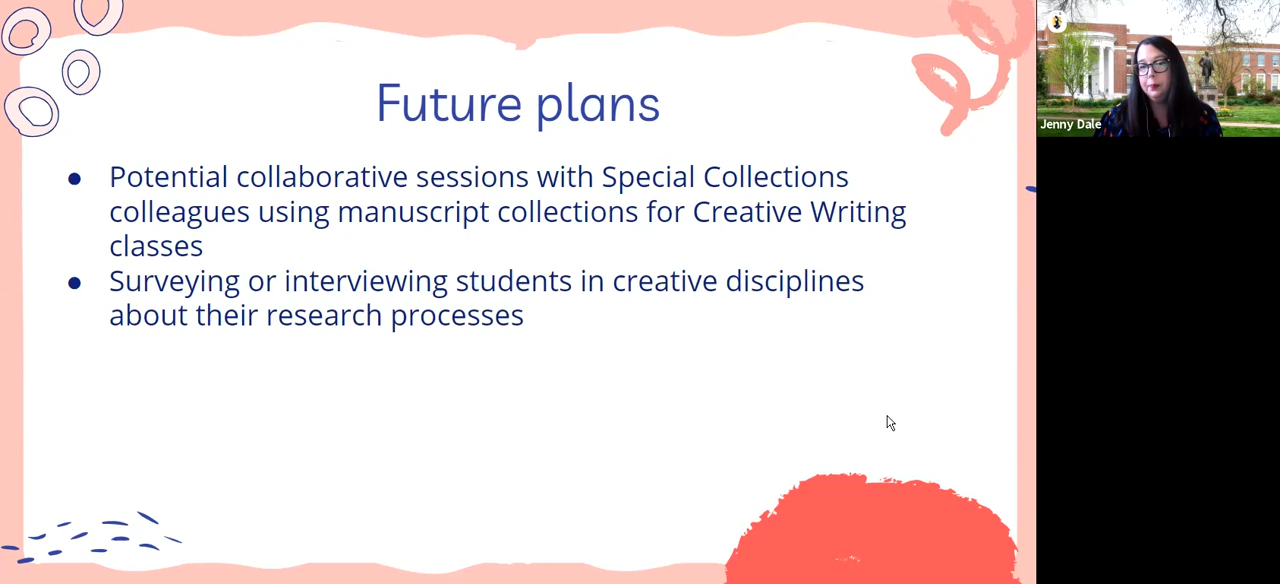 Future plans
● Potential collaborative sessions with Special Collections
colleagues using manuscript collections for Creative Writing
classes
● Surveying or interviewing students in creative disciplines
about their research processes
Jenny Dale